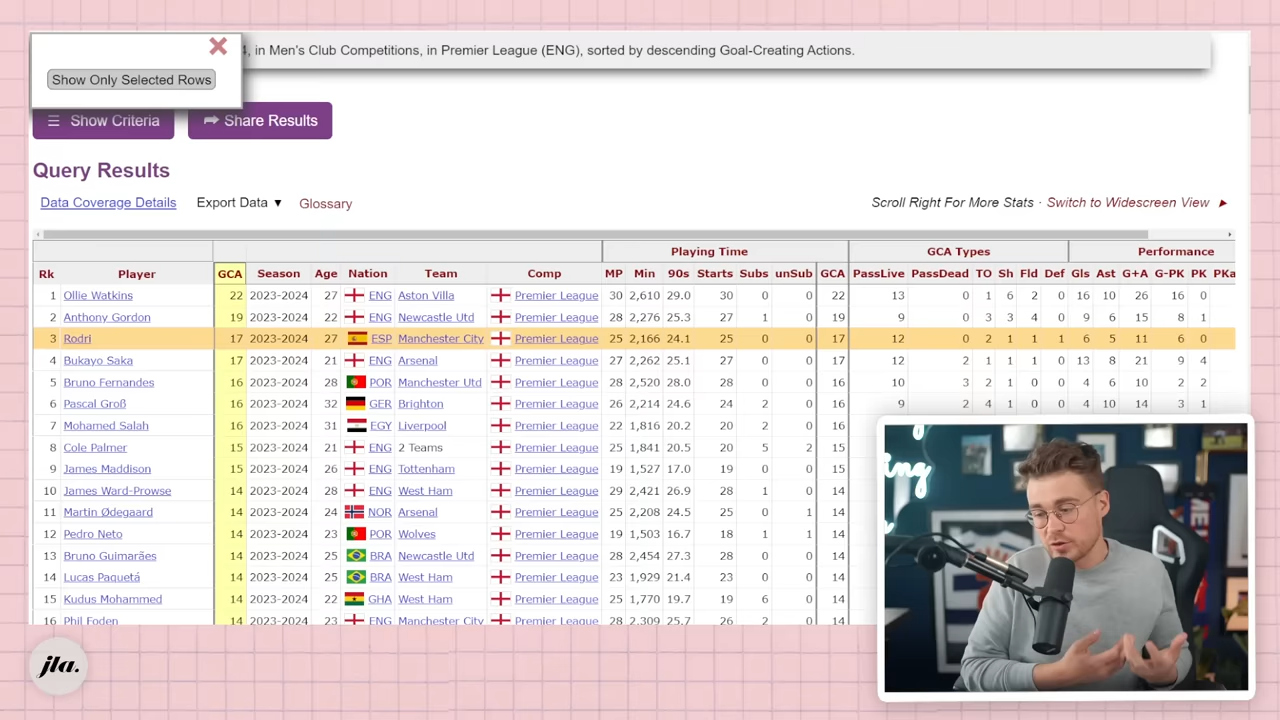 4, in Men's Club Competitions, in Premier League (ENG), sorted by descending Goal-Creating Actions.
Show Only Selected Rows
☰ Show Criteria
Share Results
Query Results
Data Coverage Details Export Data ▼ Glossary
Scroll Right For More Stats · Switch to Widescreen View ►
Playing Time GCA Types Performance
Rk Player GCA Season Age Nation Team Comp MP Min 90s Starts Subs unSub GCA PassLive PassDead TO Sh Fld Def Gls Ast G+A G-PK PK PKa
1 Ollie Watkins 22 2023-2024 27 ENG Aston Villa Premier League 30 2,610 29.0 30 0 0 22 13 0 1 6 2 0 16 10 26 16 0
2 Anthony Gordon 19 2023-2024 22 ENG Newcastle Utd Premier League 28 2,276 25.3 27 1 0 19 9 0 3 3 4 0 9 6 15 8 1
3 Rodri 17 2023-2024 27 ESP Manchester City Premier League 25 2,166 24.1 25 0 0 17 12 0 2 1 1 1 6 5 11 6 0
4 Bukayo Saka 17 2023-2024 21 ENG Arsenal Premier League 27 2,262 25.1 27 0 0 17 12 2 1 1 1 0 13 8 21 9 4
5 Bruno Fernandes 16 2023-2024 28 POR Manchester Utd Premier League 28 2,520 28.0 28 0 0 16 10 3 2 1 0 0 4 6 10 2 2
6 Pascal Groß 16 2023-2024 32 GER Brighton Premier League 26 2,214 24.6 24 2 0 16 9 2 4 1 0 0 4 10 14 3 1
7 Mohamed Salah 16 2023-2024 31 EGY Liverpool Premier League 22 1,816 20.2 20 2 0 16
8 Cole Palmer 15 2023-2024 21 ENG 2 Teams Premier League 25 1,841 20.5 20 5 2 15
9 James Maddison 15 2023-2024 26 ENG Tottenham Premier League 19 1,527 17.0 19 0 0 15
10 James Ward-Prowse 14 2023-2024 28 ENG West Ham Premier League 29 2,421 26.9 28 1 0 14
11 Martin Ødegaard 14 2023-2024 24 NOR Arsenal Premier League 25 2,208 24.5 25 0 1 14
12 Pedro Neto 14 2023-2024 23 POR Wolves Premier League 19 1,503 16.7 18 1 1 14
13 Bruno Guimarães 14 2023-2024 25 BRA Newcastle Utd Premier League 28 2,454 27.3 28 0 0 14
14 Lucas Paquetá 14 2023-2024 25 BRA West Ham Premier League 23 1,929 21.4 23 0 0 14
15 Kudus Mohammed 14 2023-2024 22 GHA West Ham Premier League 25 1,770 19.7 19 6 0 14
16 Phil Foden 14 2023-2024 23 ENG Manchester City Premier League 28 2,309 25.7 26 2 0 14
jla.